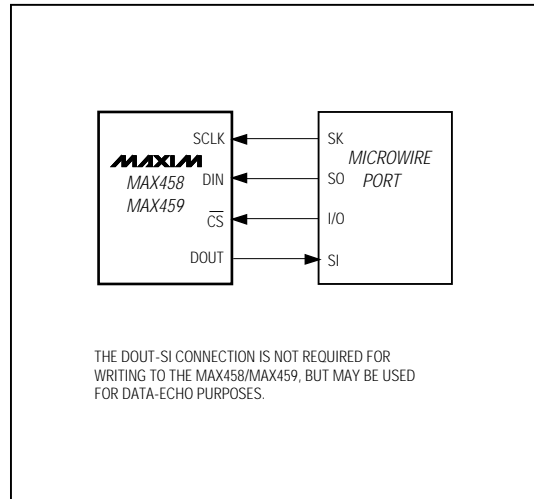 SCLK SK
MAXIM MICROWIRE
MAX458 DIN SO PORT
MAX459
CS I/O
DOUT SI
THE DOUT-SI CONNECTION IS NOT REQUIRED FOR
WRITING TO THE MAX458/MAX459, BUT MAY BE USED
FOR DATA-ECHO PURPOSES.